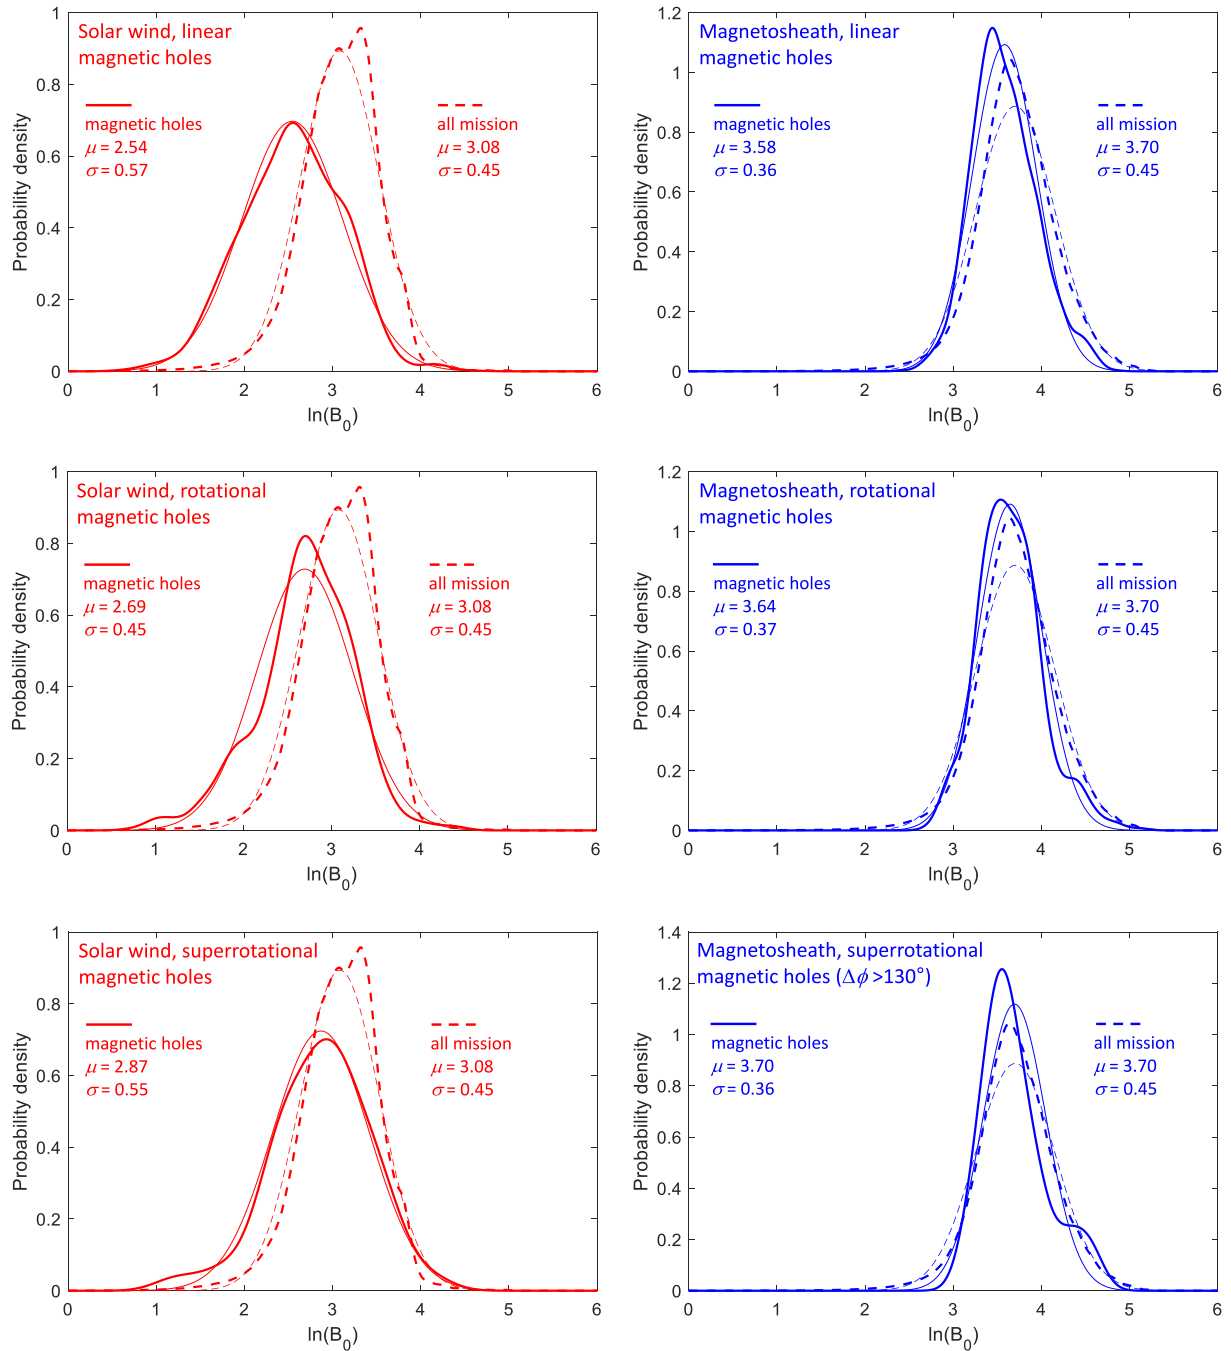 Solar wind, linear
magnetic holes
magnetic holes
μ = 2.54
σ = 0.57
all mission
μ = 3.08
σ = 0.45
Probability density
0
0.2
0.4
0.6
0.8
1
0 1 2 3 4 5 6
ln(B0)
Magnetosheath, linear
magnetic holes
magnetic holes
μ = 3.58
σ = 0.36
all mission
μ = 3.70
σ = 0.45
Probability density
0
0.2
0.4
0.6
0.8
1
1.2
0 1 2 3 4 5 6
ln(B0)
Solar wind, rotational
magnetic holes
magnetic holes
μ = 2.69
σ = 0.45
all mission
μ = 3.08
σ = 0.45
Probability density
0
0.2
0.4
0.6
0.8
1
0 1 2 3 4 5 6
ln(B0)
Magnetosheath, rotational
magnetic holes
magnetic holes
μ = 3.64
σ = 0.37
all mission
μ = 3.70
σ = 0.45
Probability density
0
0.2
0.4
0.6
0.8
1
1.2
0 1 2 3 4 5 6
ln(B0)
Solar wind, superrotational
magnetic holes
magnetic holes
μ = 2.87
σ = 0.55
all mission
μ = 3.08
σ = 0.45
Probability density
0
0.2
0.4
0.6
0.8
1
0 1 2 3 4 5 6
ln(B0)
Magnetosheath, superrotational
magnetic holes (Δϕ >130°)
magnetic holes
μ = 3.70
σ = 0.36
all mission
μ = 3.70
σ = 0.45
Probability density
0
0.2
0.4
0.6
0.8
1
1.2
1.4
0 1 2 3 4 5 6
ln(B0)